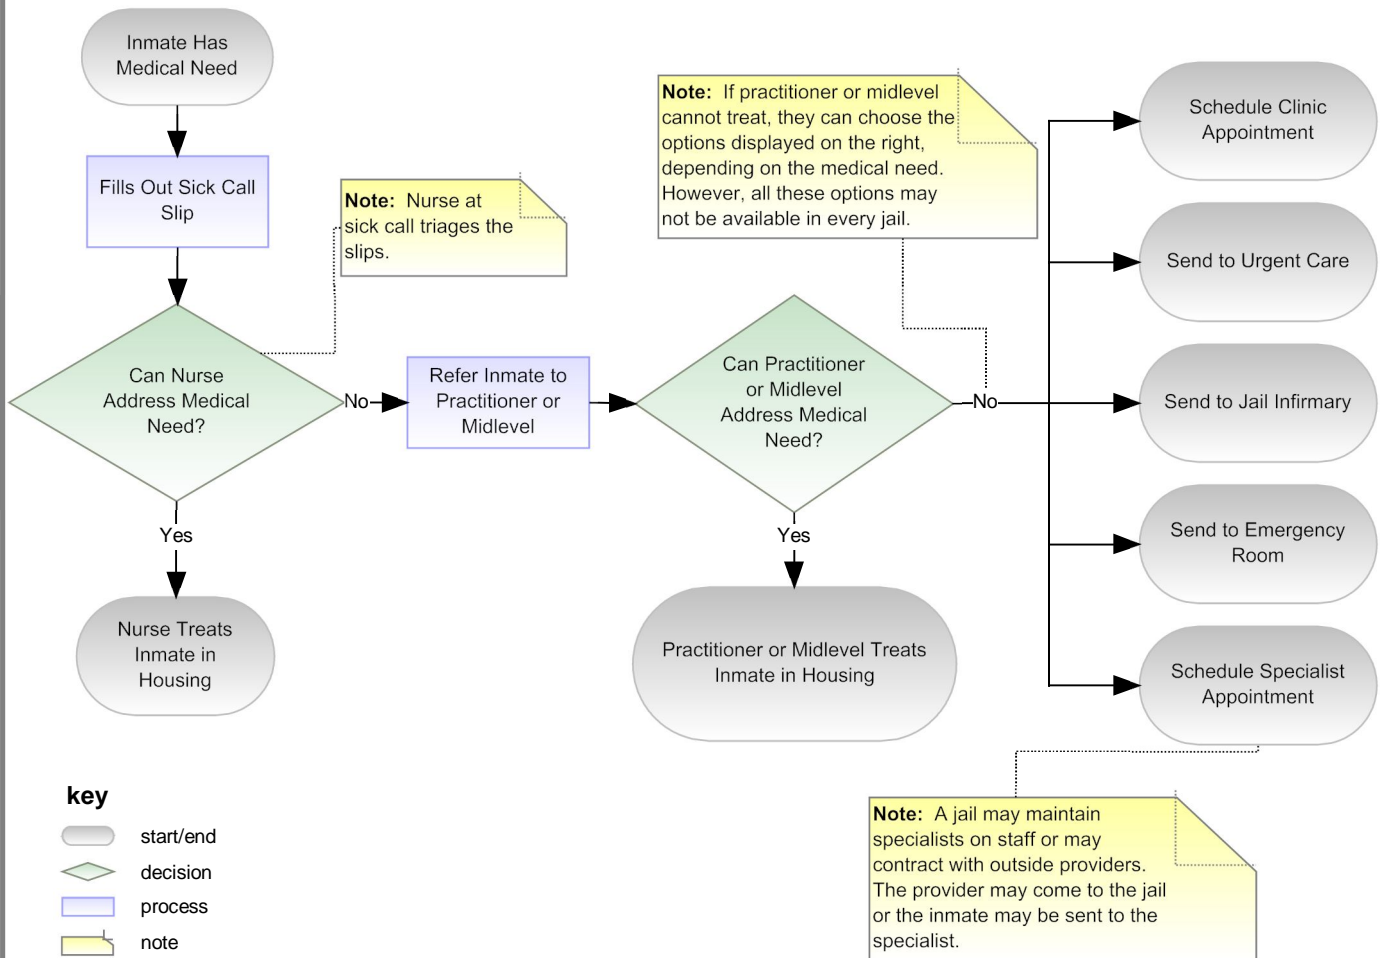 Inmate Has
Medical Need
Fills Out Sick Call
Slip
Note: Nurse at
sick call triages the
slips.
Can Nurse
Address Medical
Need?
No
Refer Inmate to
Practitioner or
Midlevel
Yes
Nurse Treats
Inmate in
Housing
Note: If practitioner or midlevel
cannot treat, they can choose the
options displayed on the right,
depending on the medical need.
However, all these options may
not be available in every jail.
Can Practitioner
or Midlevel
Address Medical
Need?
No
Yes
Practitioner or Midlevel Treats
Inmate in Housing
Schedule Clinic
Appointment
Send to Urgent Care
Send to Jail Infirmary
Send to Emergency
Room
Schedule Specialist
Appointment
Note: A jail may maintain
specialists on staff or may
contract with outside providers.
The provider may come to the jail
or the inmate may be sent to the
specialist.
key
start/end
decision
process
note